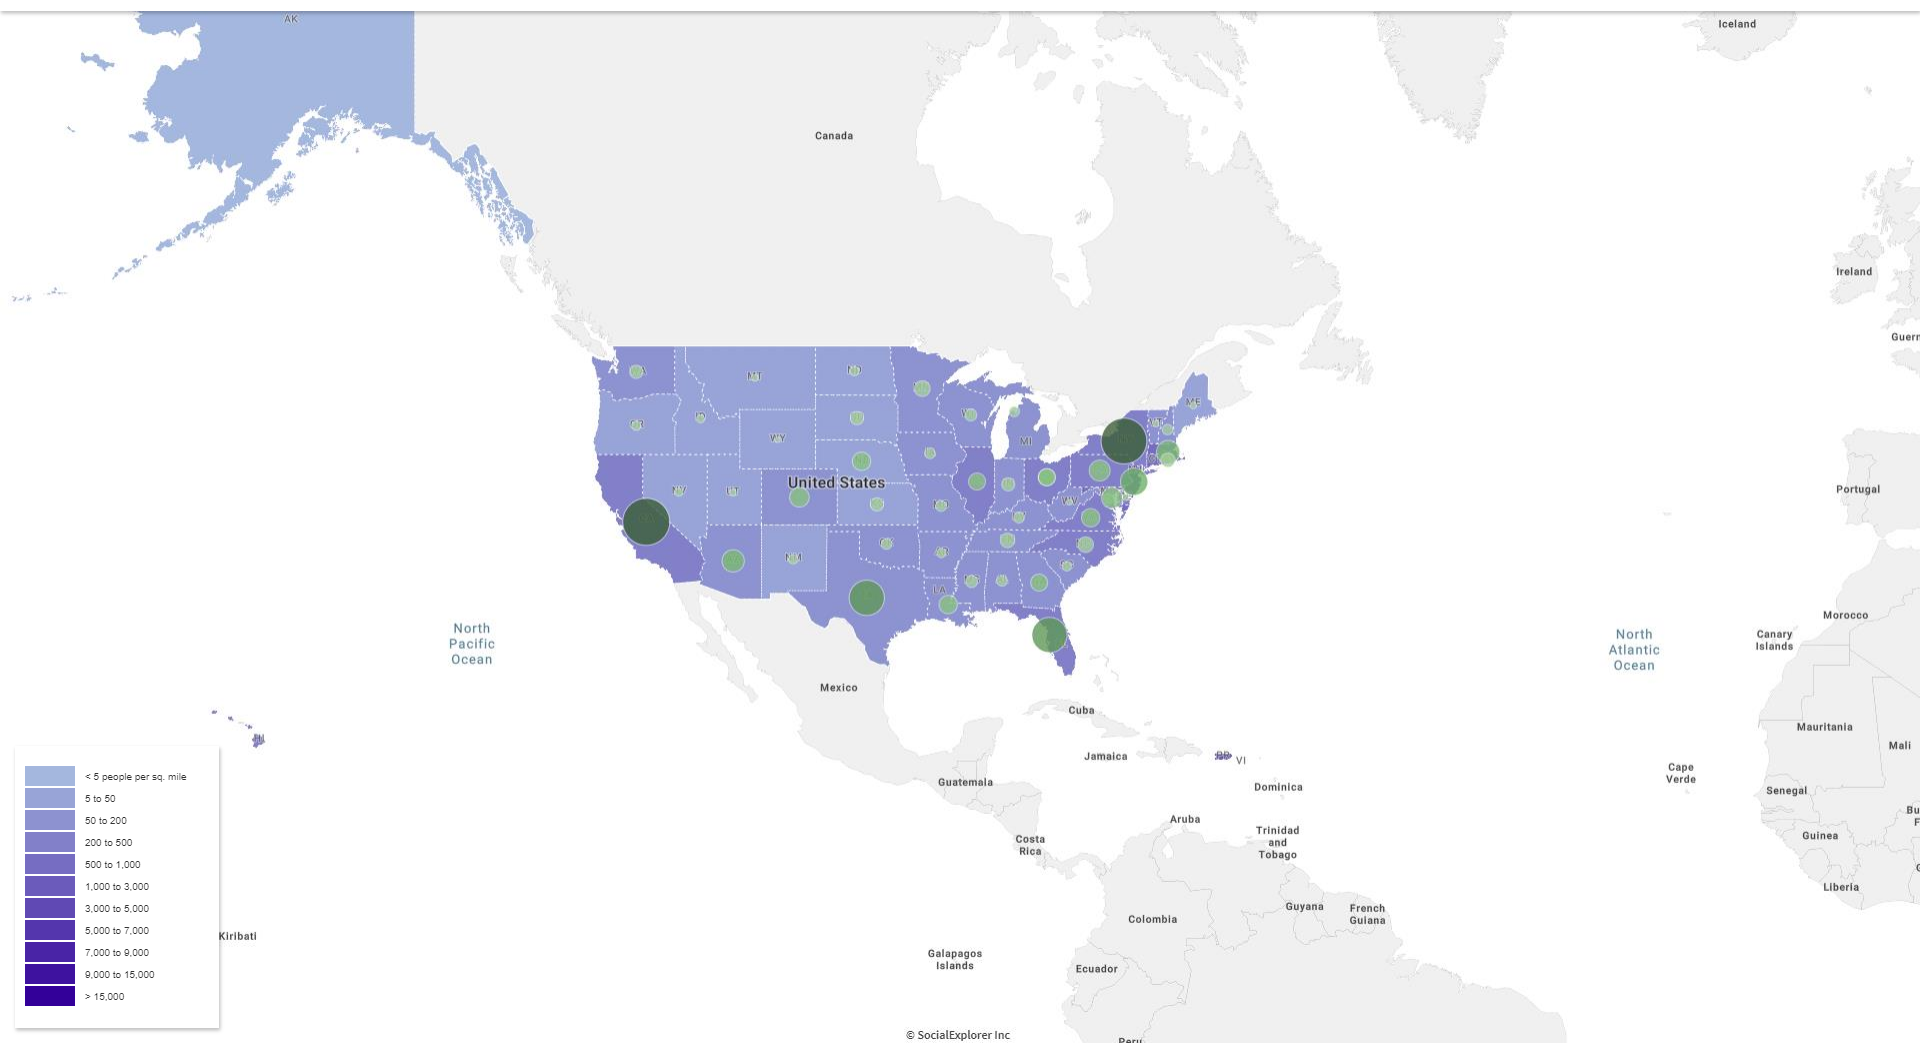 AK
Iceland
Canada
Ireland
Guern
MT
ME
WY
MI
United States
NV
UT
WV
NM
LA
Portugal
Morocco
Canary
Islands
North
Pacific
Ocean
North
Atlantic
Ocean
Mexico
Cuba
Jamaica
VI
Mauritania
Mali
Guatemala
Dominica
Cape
Verde
Senegal
Bu
F
Aruba
Costa
Rica
Trinidad
and
Tobago
Guinea
Liberia
Guyana
French
Guiana
Colombia
Kiribati
Galapagos
Islands
Ecuador
Peru
< 5 people per sq. mile
5 to 50
50 to 200
200 to 500
500 to 1,000
1,000 to 3,000
3,000 to 5,000
5,000 to 7,000
7,000 to 9,000
9,000 to 15,000
> 15,000
© SocialExplorer Inc